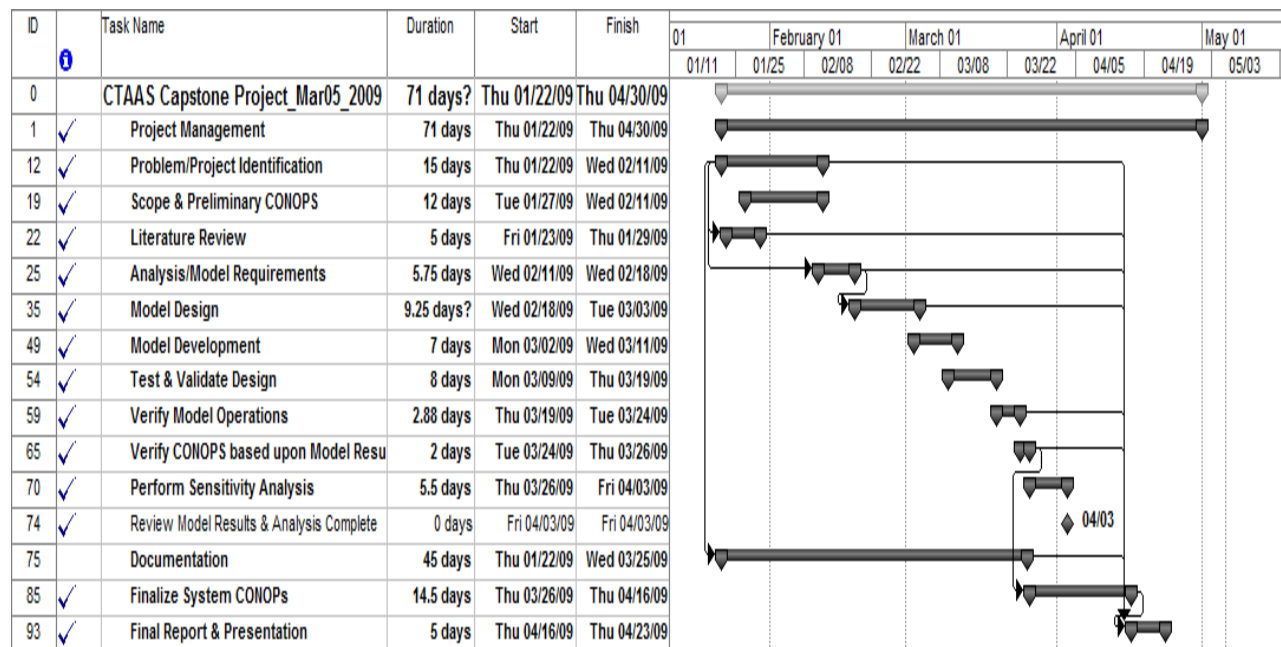 ID Task Name Duration Start Finish
01 February 01 March 01 April 01 May 01
01/11 01/25 02/08 02/22 03/08 03/22 04/05 04/19 05/03
0 CTAAS Capstone Project_Mar05_2009 71 days? Thu 01/22/09 Thu 04/30/09
1 Project Management 71 days Thu 01/22/09 Thu 04/30/09
12 Problem/Project Identification 15 days Thu 01/22/09 Wed 02/11/09
19 Scope & Preliminary CONOPS 12 days Tue 01/27/09 Wed 02/11/09
22 Literature Review 5 days Fri 01/23/09 Thu 01/29/09
25 Analysis/Model Requirements 5.75 days Wed 02/11/09 Wed 02/18/09
35 Model Design 9.25 days? Wed 02/18/09 Tue 03/03/09
49 Model Development 7 days Mon 03/02/09 Wed 03/11/09
54 Test & Validate Design 8 days Mon 03/09/09 Thu 03/19/09
59 Verify Model Operations 2.88 days Thu 03/19/09 Tue 03/24/09
65 Verify CONOPS based upon Model Resu 2 days Tue 03/24/09 Thu 03/26/09
70 Perform Sensitivity Analysis 5.5 days Thu 03/26/09 Fri 04/03/09
74 Review Model Results & Analysis Complete 0 days Fri 04/03/09 Fri 04/03/09 04/03
75 Documentation 45 days Thu 01/22/09 Wed 03/25/09
85 Finalize System CONOPs 14.5 days Thu 03/26/09 Thu 04/16/09
93 Final Report & Presentation 5 days Thu 04/16/09 Thu 04/23/09